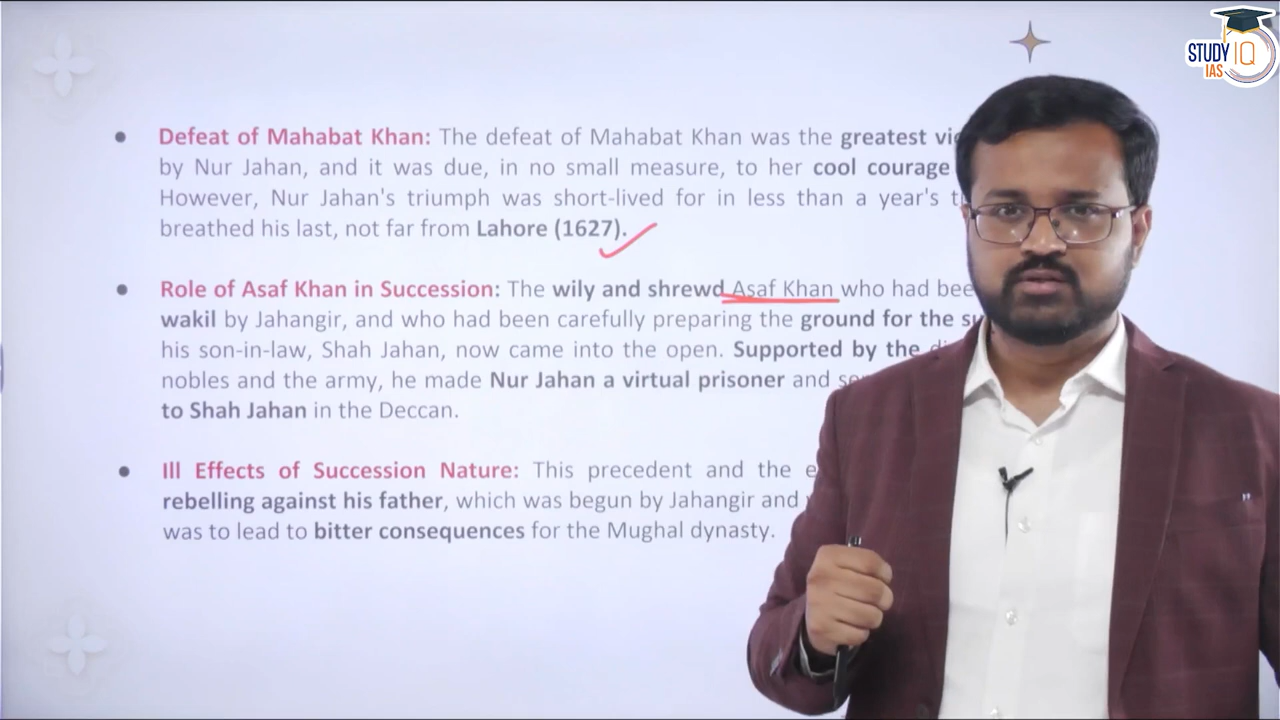 STUDY IQ
IAS
Defeat of Mahabat Khan: The defeat of Mahabat Khan was the greatest
by Nur Jahan, and it was due, in no small measure, to her cool courage
However, Nur Jahan's triumph was short-lived for in less than a year's
breathed his last, not far from Lahore (1627).
Role of Asaf Khan in Succession: The wily and shrewd Asaf Khan who had
wakil by Jahangir, and who had been carefully preparing the ground for the
his son-in-law, Shah Jahan, now came into the open. Supported by the
nobles and the army, he made Nur Jahan a virtual prisoner and
to Shah Jahan in the Deccan.
Ill Effects of Succession Nature: This precedent and the
rebelling against his father, which was begun by Jahangir and
was to lead to bitter consequences for the Mughal dynasty.